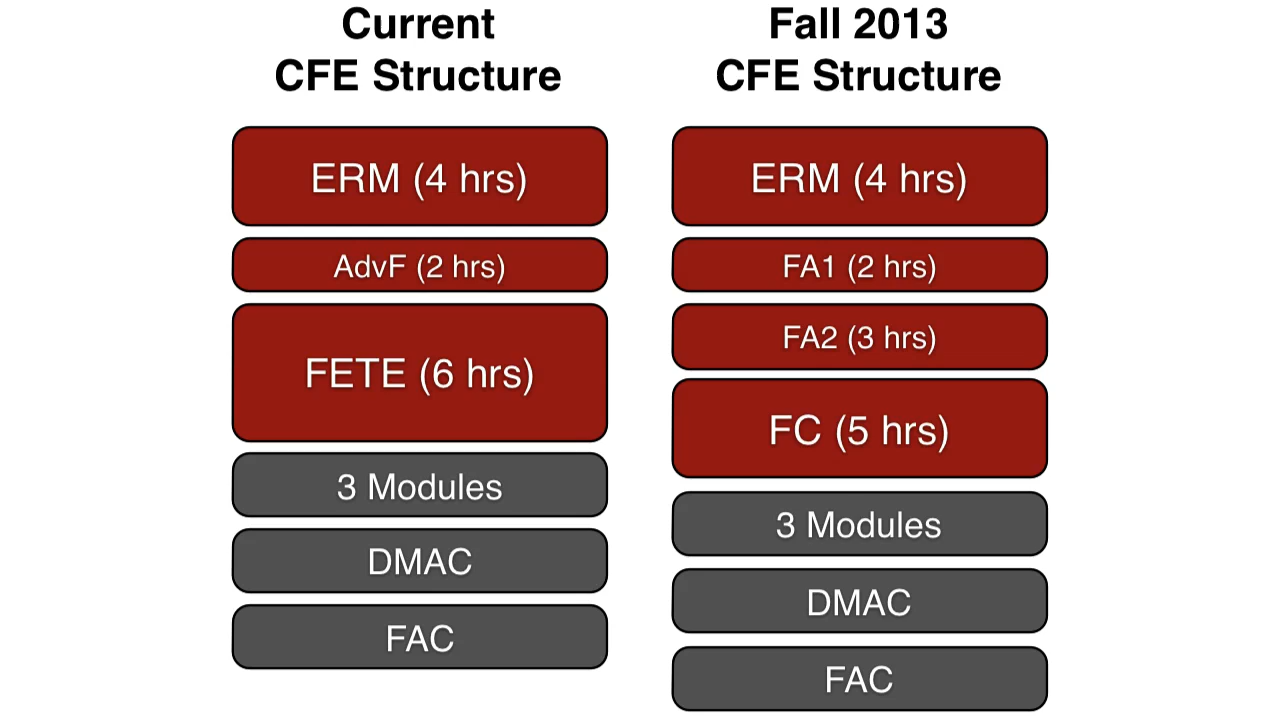 Current
CFE Structure
ERM (4 hrs)
AdvF (2 hrs)
FETE (6 hrs)
3 Modules
DMAC
FAC
Fall 2013
CFE Structure
ERM (4 hrs)
FA1 (2 hrs)
FA2 (3 hrs)
FC (5 hrs)
3 Modules
DMAC
FAC